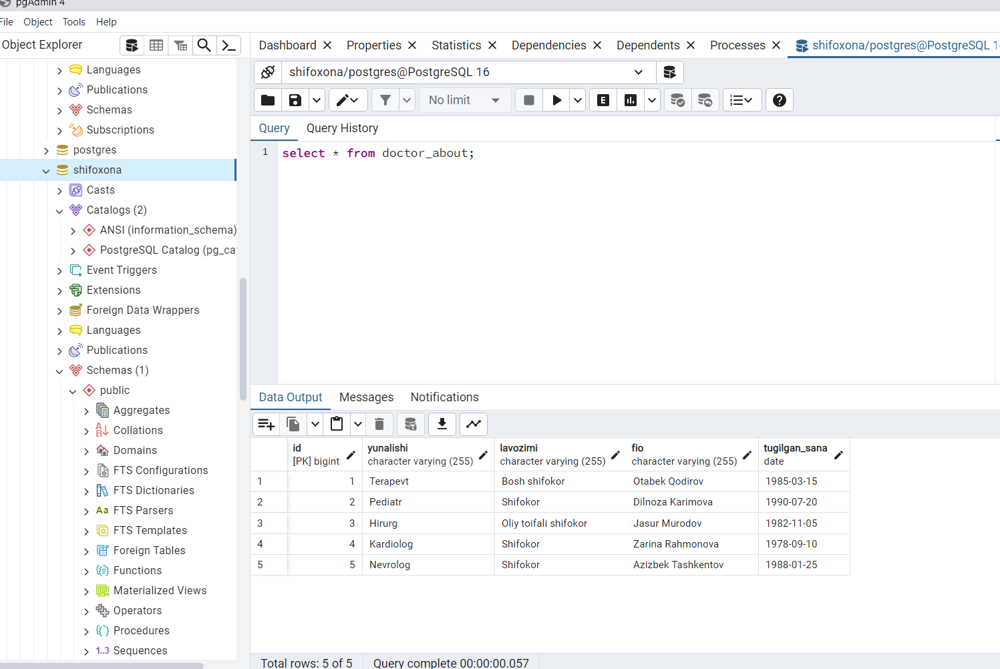 pgAdmin 4
File Object Tools Help
Object Explorer
Dashboard Properties Statistics Dependencies Dependents Processes shifoxona/postgres@PostgreSQL 1
Languages
Publications
Schemas
Subscriptions
postgres
shifoxona
Casts
Catalogs (2)
ANSI (information_schema)
PostgreSQL Catalog (pg_ca
Event Triggers
Extensions
Foreign Data Wrappers
Languages
Publications
Schemas (1)
public
Aggregates
Collations
Domains
FTS Configurations
FTS Dictionaries
Aa FTS Parsers
FTS Templates
Foreign Tables
Functions
Materialized Views
Operators
Procedures
1..3 Sequences
shifoxona/postgres@PostgreSQL 16
No limit
E
Query Query History
1 select * from doctor_about;
Data Output Messages Notifications
id yunalishi lavozimi fio tugilgan_sana
[PK] bigint character varying (255) character varying (255) character varying (255) date
1 1 Terapevt Bosh shifokor Otabek Qodirov 1985-03-15
2 2 Pediatr Shifokor Dilnoza Karimova 1990-07-20
3 3 Hirurg Oliy toifali shifokor Jasur Murodov 1982-11-05
4 4 Kardiolog Shifokor Zarina Rahmonova 1978-09-10
5 5 Nevrolog Shifokor Azizbek Tashkentov 1988-01-25
Total rows: 5 of 5 Query complete 00:00:00.057